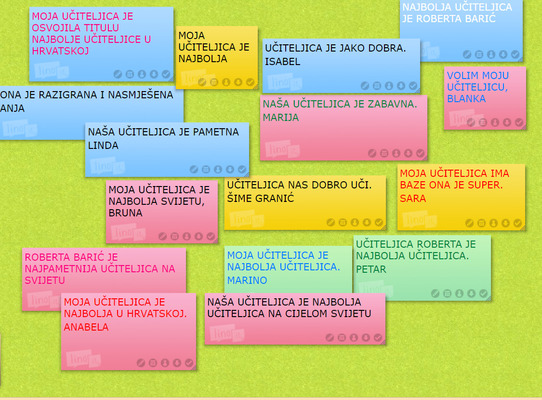 MOJA UČITELJICA JE
OSVOJILA TITULU
NAJBOLJE UČITELJICE U
HRVATSKOJ
MOJA
UČITELJICA JE
NAJBOLJA
UČITELJICA JE JAKO DOBRA.
ISABEL
NAJBOLJA UČITELJICA
JE ROBERTA BARIĆ
VOLIM MOJU
UČITELJICU,
BLANKA
ONA JE RAZIGRANA I NASMJEŠENA
ANJA
NAŠA UČITELJICA JE ZABAVNA.
MARIJA
NAŠA UČITELJICA JE PAMETNA
LINDA
MOJA UČITELJICA JE
NAJBOLJA SVIJETU,
BRUNA
UČITELJICA NAS DOBRO UČI.
ŠIME GRANIĆ
MOJA UČITELJICA IMA
BAZE ONA JE SUPER.
SARA
ROBERTA BARIĆ JE
NAJPAMETNIJA UČITELJICA NA
SVIJETU
MOJA UČITELJICA JE
NAJBOLJA UČITELJICA.
MARINO
UČITELJICA ROBERTA JE
NAJBOLJA UČITELJICA.
PETAR
MOJA UČITELJICA JE
NAJBOLJA U HRVATSKOJ.
ANABELA
NAŠA UČITELJICA JE NAJBOLJA
UČITELJICA NA CIJELOM SVIJETU